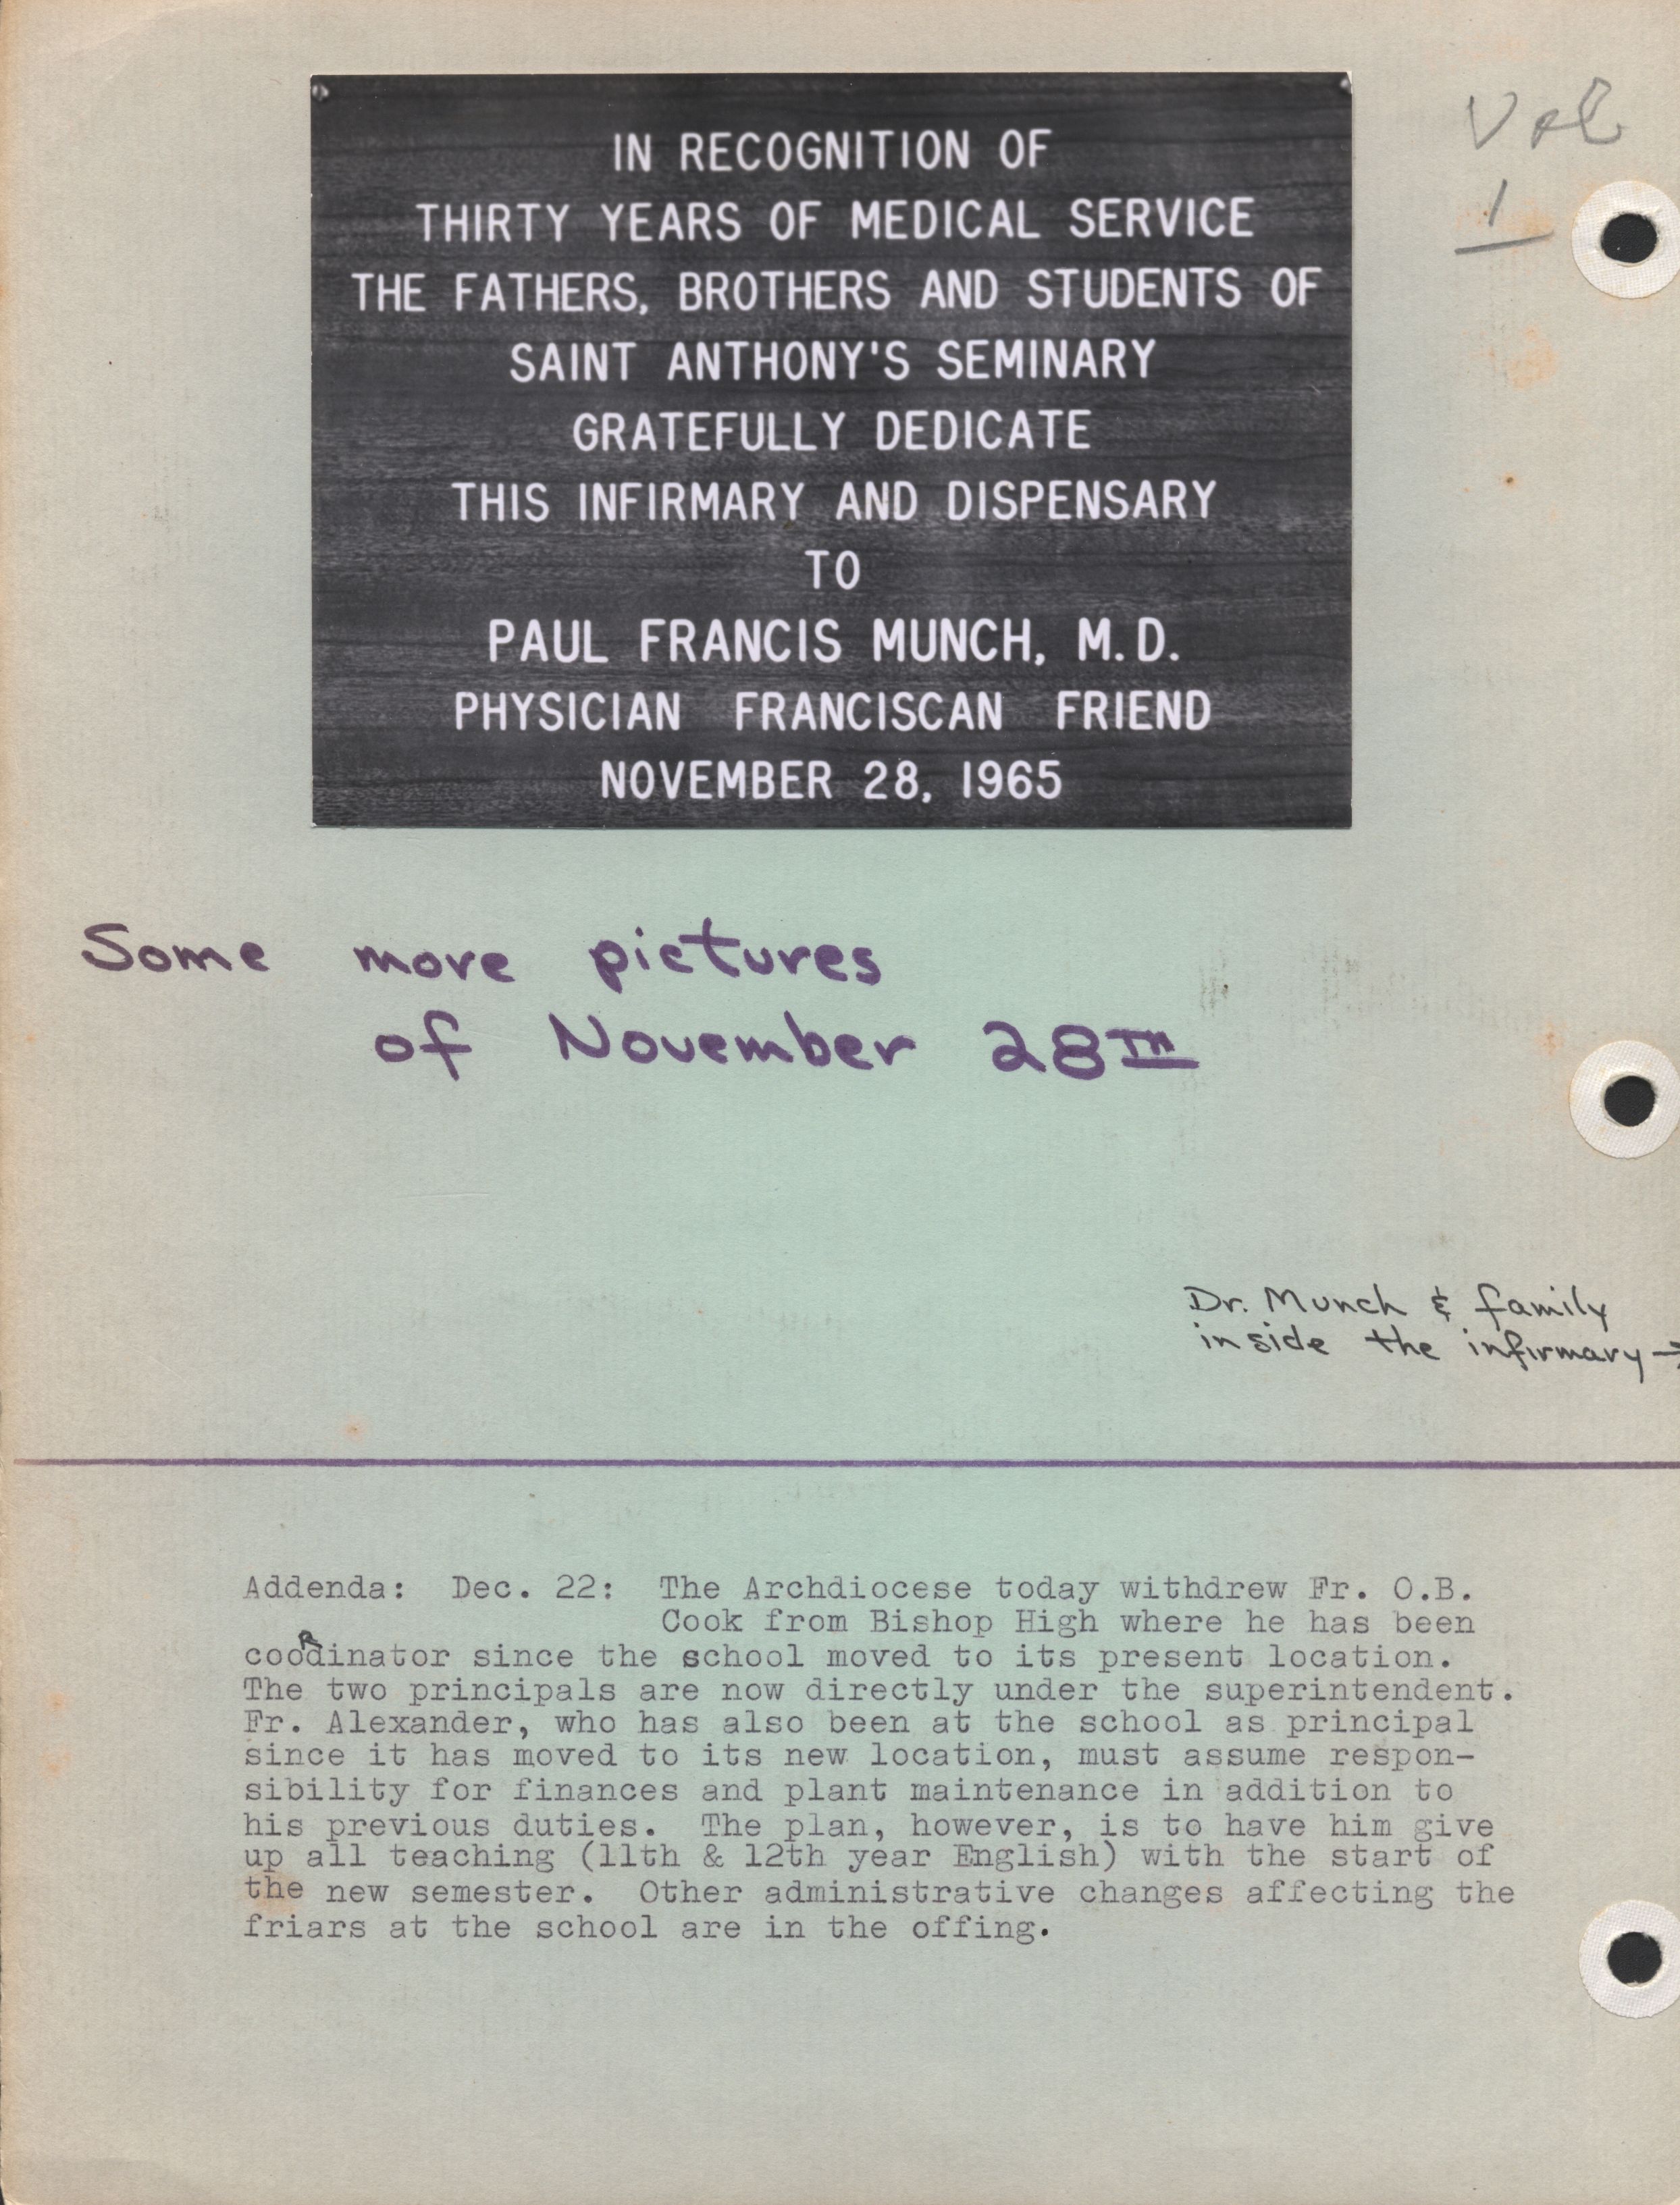 IN RECOGNITION OF
THIRTY YEARS OF MEDICAL SERVICE
THE FATHERS, BROTHERS AND STUDENTS OF
SAINT ANTHONY'S SEMINARY
GRATEFULLY DEDICATE
THIS INFIRMARY AND DISPENSARY
TO
PAUL FRANCIS MUNCH, M.D.
PHYSICIAN FRANCISCAN FRIEND
NOVEMBER 28, 1965
Vol
1
Some more pictures
of November 28TH
Dr. Munch & family
inside the infirmary →
Addenda: Dec. 22: The Archdiocese today withdrew Fr. O.B.
Cook from Bishop High where he has been
cooRdinator since the school moved to its present location.
The two principals are now directly under the superintendent.
Fr. Alexander, who has also been at the school as principal
since it has moved to its new location, must assume respon-
sibility for finances and plant maintenance in addition to
his previous duties. The plan, however, is to have him give
up all teaching (11th & 12th year English) with the start of
the new semester. Other administrative changes affecting the
friars at the school are in the offing.